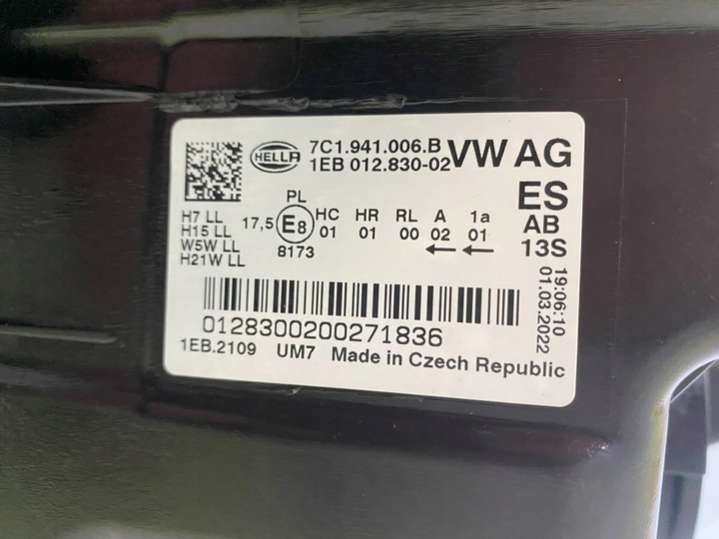 HELLA
7C1.941.006.B
1EB 012.830-02
VW AG
ES
AB
13S
H7 LL
H15 LL
W5W LL
H21W LL
PL
17,5 E8 HC HR RL A 1a
01 01 00 02 01
8173
19:06:10
01.03.2022
0128300200271836
1EB.2109 UM7 Made in Czech Republic